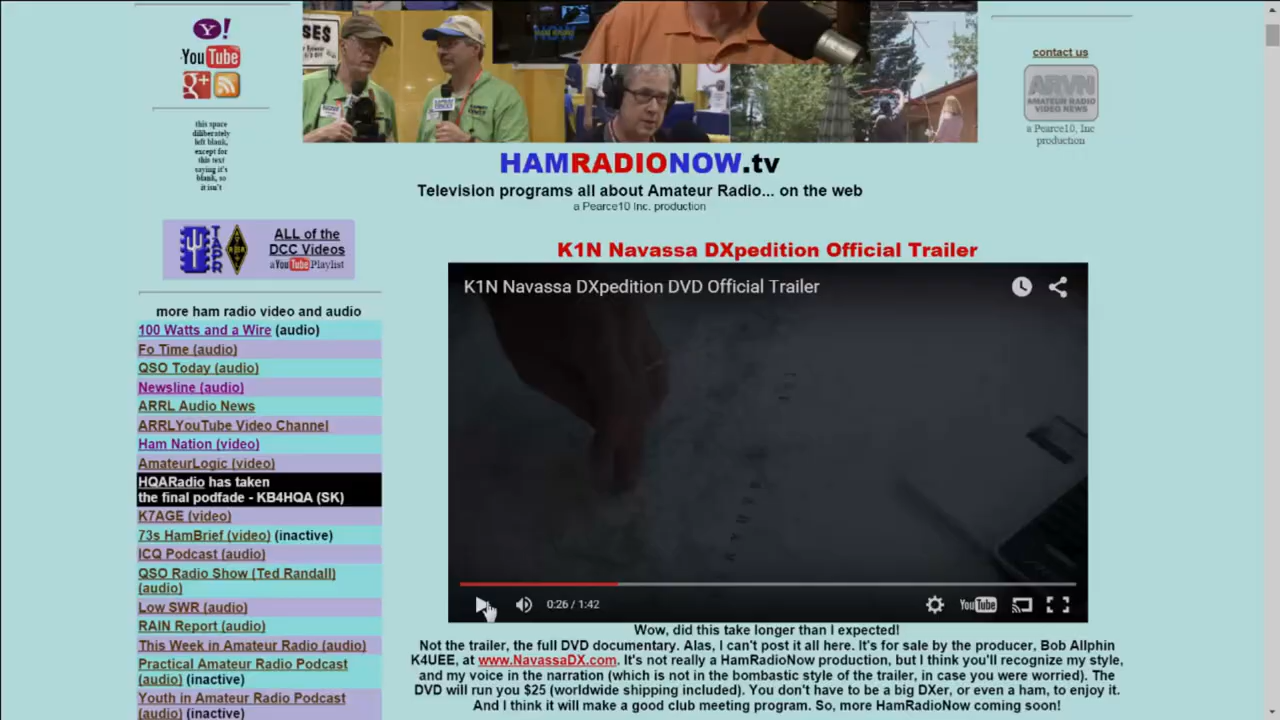 Y!
YouTube
g+
this space
diliberately
left blank,
except for
this text
saying it's
blank, so
it isn't
NOW
contact us
ARVN
AMATEUR RADIO
VIDEO NEWS
a Pearce10, Inc
production
HAMRADIONOW.tv
Television programs all about Amateur Radio... on the web
a Pearce10 Inc. production
TAPR
ALL of the
DCC Videos
a YouTube Playlist
more ham radio video and audio
100 Watts and a Wire (audio)
Fo Time (audio)
QSO Today (audio)
Newsline (audio)
ARRL Audio News
ARRLYouTube Video Channel
Ham Nation (video)
AmateurLogic (video)
HQARadio has taken
the final podfade - KB4HQA (SK)
K7AGE (video)
73s HamBrief (video) (inactive)
ICQ Podcast (audio)
QSO Radio Show (Ted Randall)
(audio)
Low SWR (audio)
RAIN Report (audio)
This Week in Amateur Radio (audio)
Practical Amateur Radio Podcast
(audio) (inactive)
Youth in Amateur Radio Podcast
(audio) (inactive)
K1N Navassa DXpedition Official Trailer
K1N Navassa DXpedition DVD Official Trailer
0:26 / 1:42
YouTube
Wow, did this take longer than I expected!
Not the trailer, the full DVD documentary. Alas, I can't post it all here. It's for sale by the producer, Bob Allphin
K4UEE, at www.NavassaDX.com. It's not really a HamRadioNow production, but I think you'll recognize my style,
and my voice in the narration (which is not in the bombastic style of the trailer, in case you were worried). The
DVD will run you $25 (worldwide shipping included). You don't have to be a big DXer, or even a ham, to enjoy it.
And I think it will make a good club meeting program. So, more HamRadioNow coming soon!